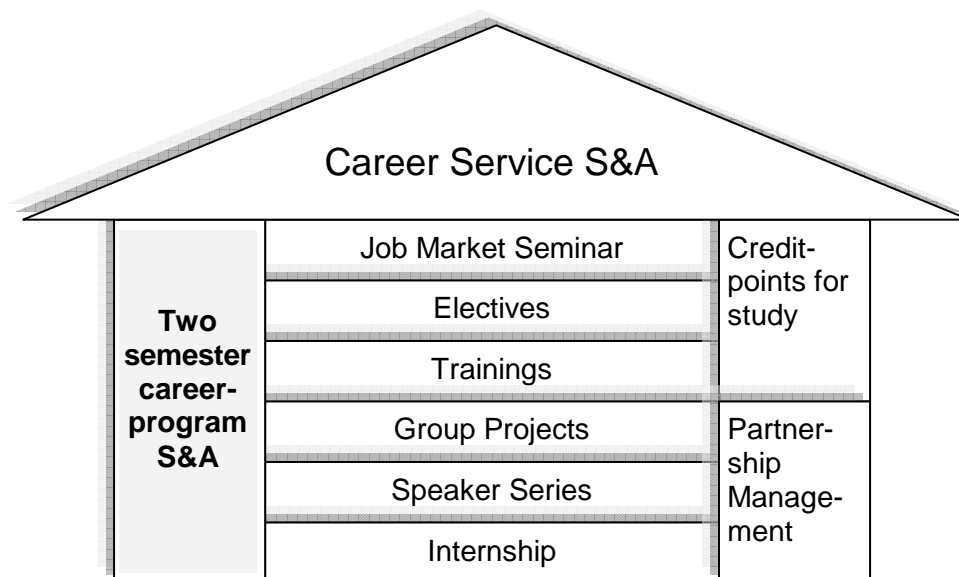 Career Service S&A
Two
semester
career-
program
S&A
Job Market Seminar
Electives
Trainings
Group Projects
Speaker Series
Internship
Credit-
points for
study
Partner-
ship
Manage-
ment